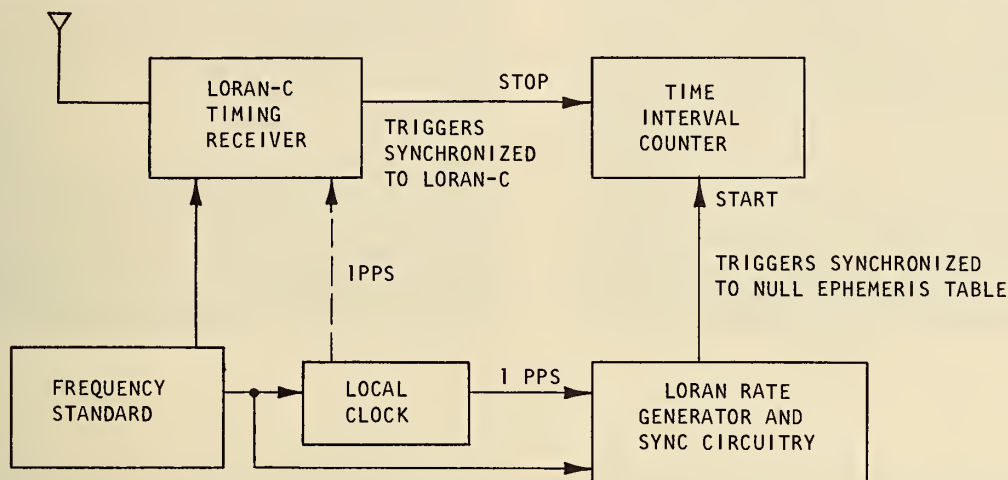 LORAN-C
TIMING
RECEIVER
STOP
TRIGGERS
SYNCHRONIZED
TO LORAN-C
TIME
INTERVAL
COUNTER
START
TRIGGERS SYNCHRONIZED
TO NULL EPHEMERIS TABLE
1PPS
FREQUENCY
STANDARD
LOCAL
CLOCK
1 PPS
LORAN RATE
GENERATOR AND
SYNC CIRCUITRY